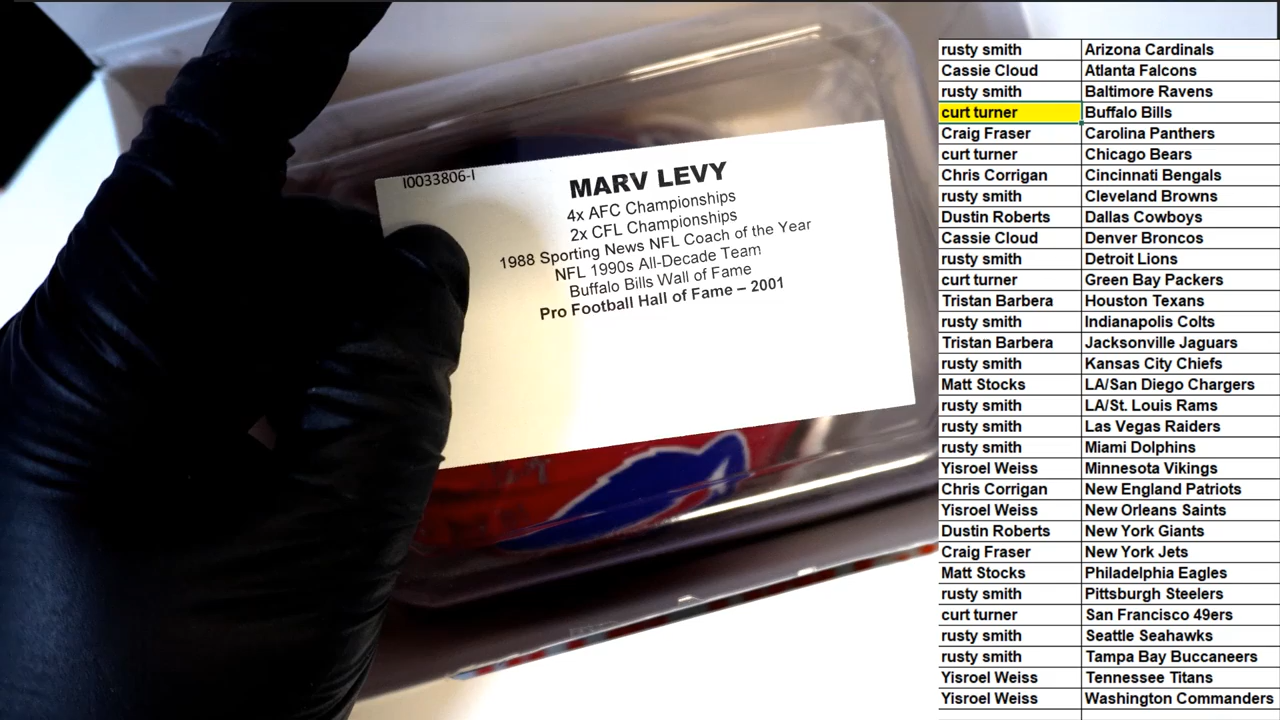 I0033806-I
MARV LEVY
4x AFC Championships
2x CFL Championships
1988 Sporting News NFL Coach of the Year
NFL 1990s All-Decade Team
Buffalo Bills Wall of Fame
Pro Football Hall of Fame – 2001
rusty smith Arizona Cardinals
Cassie Cloud Atlanta Falcons
rusty smith Baltimore Ravens
curt turner Buffalo Bills
Craig Fraser Carolina Panthers
curt turner Chicago Bears
Chris Corrigan Cincinnati Bengals
rusty smith Cleveland Browns
Dustin Roberts Dallas Cowboys
Cassie Cloud Denver Broncos
rusty smith Detroit Lions
curt turner Green Bay Packers
Tristan Barbera Houston Texans
rusty smith Indianapolis Colts
Tristan Barbera Jacksonville Jaguars
rusty smith Kansas City Chiefs
Matt Stocks LA/San Diego Chargers
rusty smith LA/St. Louis Rams
rusty smith Las Vegas Raiders
rusty smith Miami Dolphins
Yisroel Weiss Minnesota Vikings
Chris Corrigan New England Patriots
Yisroel Weiss New Orleans Saints
Dustin Roberts New York Giants
Craig Fraser New York Jets
Matt Stocks Philadelphia Eagles
rusty smith Pittsburgh Steelers
curt turner San Francisco 49ers
rusty smith Seattle Seahawks
rusty smith Tampa Bay Buccaneers
Yisroel Weiss Tennessee Titans
Yisroel Weiss Washington Commanders